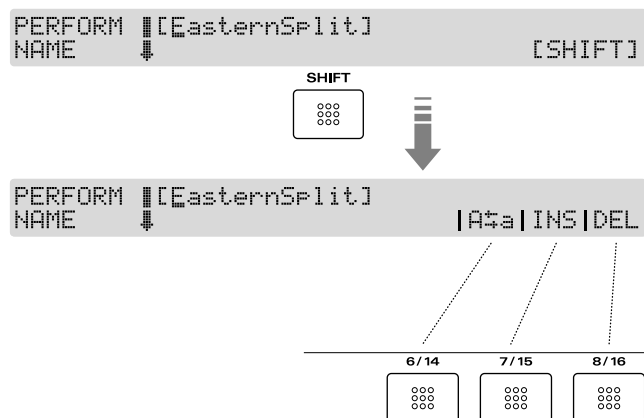 PERFORM [EasternSplit]
NAME [SHIFT]
SHIFT
PERFORM [EasternSplit]
NAME |A⇆a|INS|DEL
6/14 7/15 8/16